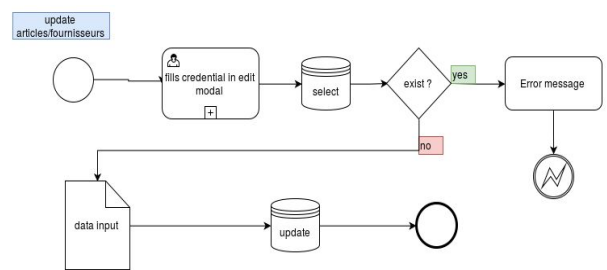 update
articles/fournisseurs
fills credential in edit
modal
+
select
exist ?
yes
Error message
no
data input
update